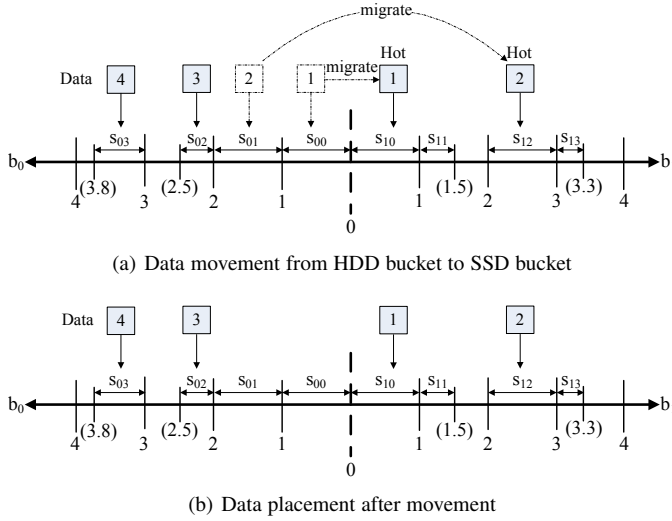 migrate
Hot Hot
Data 4 3 2 1 migrate 1 2
s03 s02 s01 s00 s10 s11 s12 s13
b0 b
4 (3.8) 3 (2.5) 2 1 1 (1.5) 2 3 (3.3) 4
0
(a) Data movement from HDD bucket to SSD bucket
Data 4 3 1 2
s03 s02 s01 s00 s10 s11 s12 s13
b0 b
4 (3.8) 3 (2.5) 2 1 1 (1.5) 2 3 (3.3) 4
0
(b) Data placement after movement